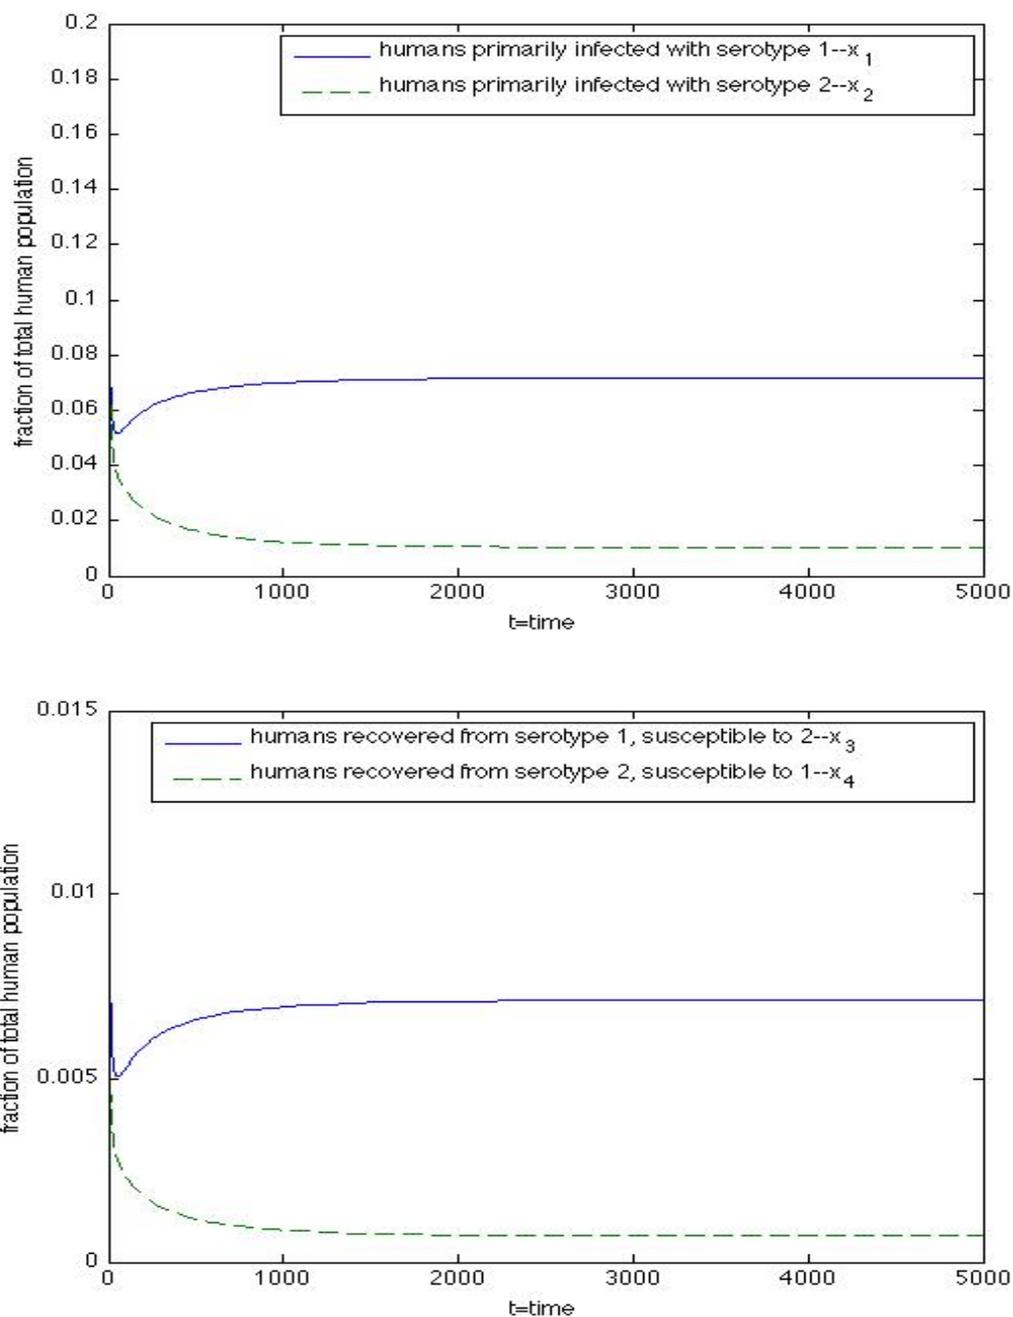 0.2
humans primarily infected with serotype 1--x1
0.18
humans primarily infected with serotype 2--x2
0.16
0.14
0.12
0.1
0.08
0.06
0.04
0.02
0
fraction of total human population
0 1000 2000 3000 4000 5000
t=time
0.015
humans recovered from serotype 1, susceptible to 2--x3
humans recovered from serotype 2, susceptible to 1--x4
0.01
0.005
0
fraction of total human population
0 1000 2000 3000 4000 5000
t=time